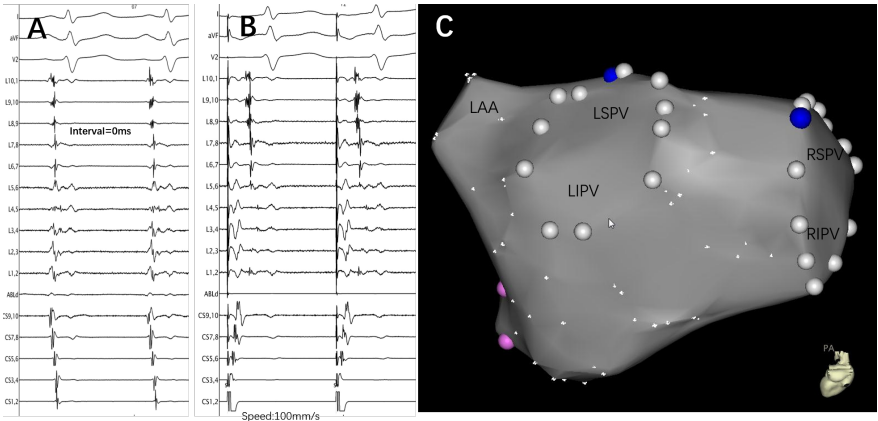 A
B
C
I
aVF
V2
L10,1
L9,10
L8,9
L7,8
L6,7
L5,6
L4,5
L3,4
L2,3
L1,2
ABLd
CS9,10
CS7,8
CS5,6
CS3,4
CS1,2
Interval=0ms
I
aVF
V2
L10,1
L9,10
L8,9
L7,8
L6,7
L5,6
L4,5
L3,4
L2,3
L1,2
ABLd
CS9,10
CS7,8
CS5,6
CS3,4
CS1,2
Speed:100mm/s
LAA
LSPV
RSPV
LIPV
RIPV
PA